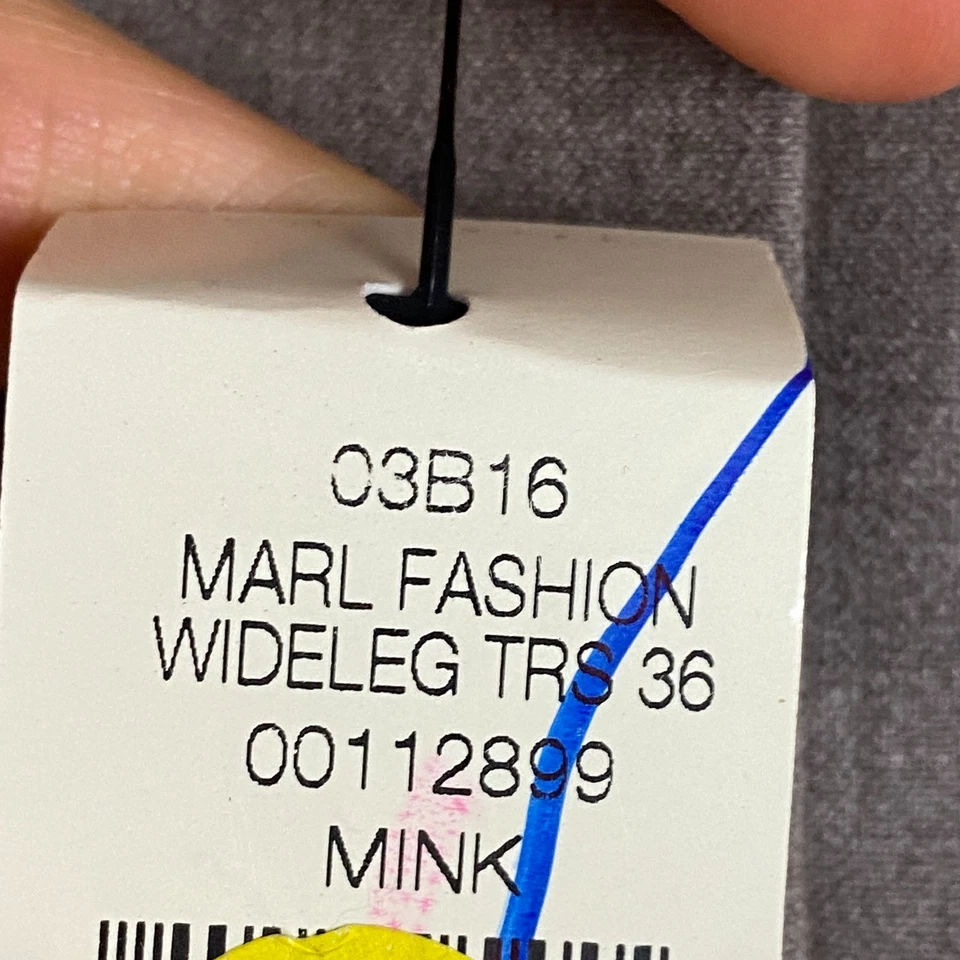 03B16
MARL FASHION
WIDELEG TRS 36
00112899
MINK